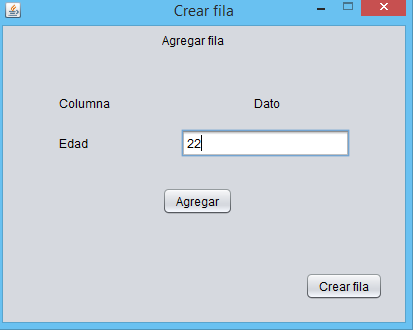 Crear fila
Agregar fila
Columna Dato
Edad 22
Agregar
Crear fila